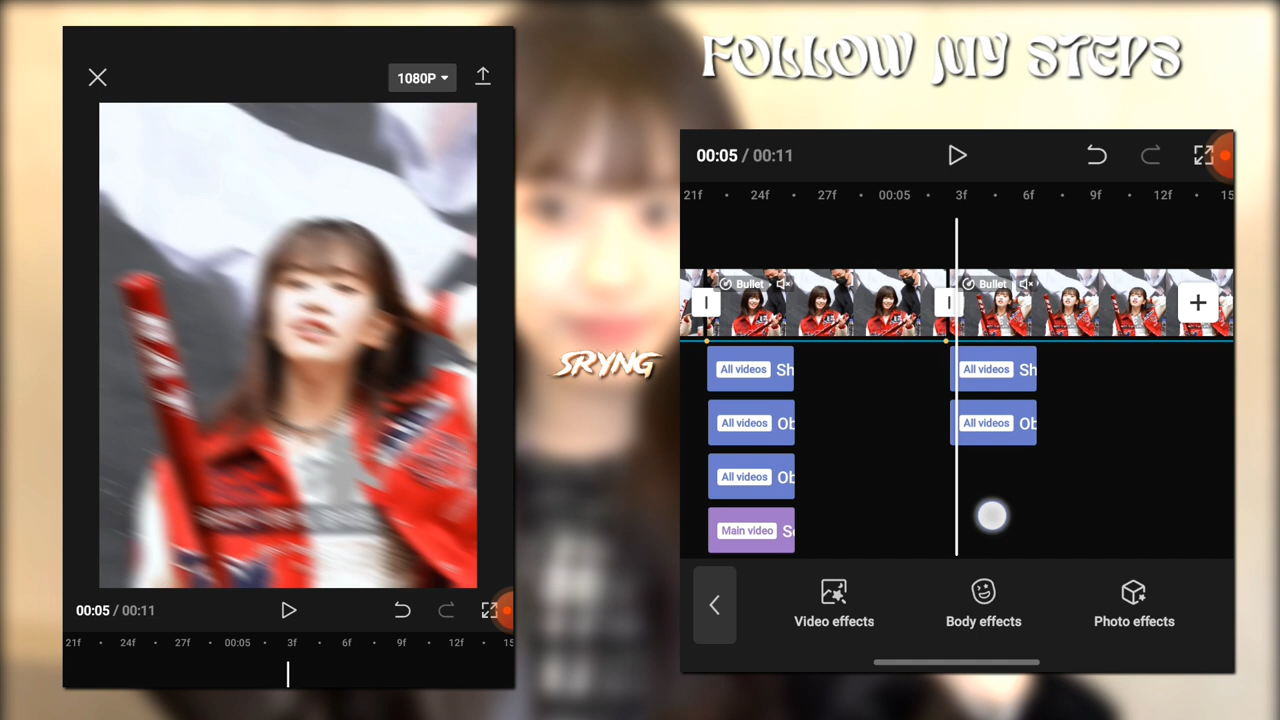 FOLLOW MY STEPS
1080P
SRYNG
00:05 / 00:11
21f 24f 27f 00:05 3f 6f 9f 12f 15
00:05 / 00:11
21f 24f 27f 00:05 3f 6f 9f 12f 15
Bullet Bullet
All videos Sh All videos Sh
All videos Ob All videos Ob
All videos Ob
Main video
Video effects Body effects Photo effects